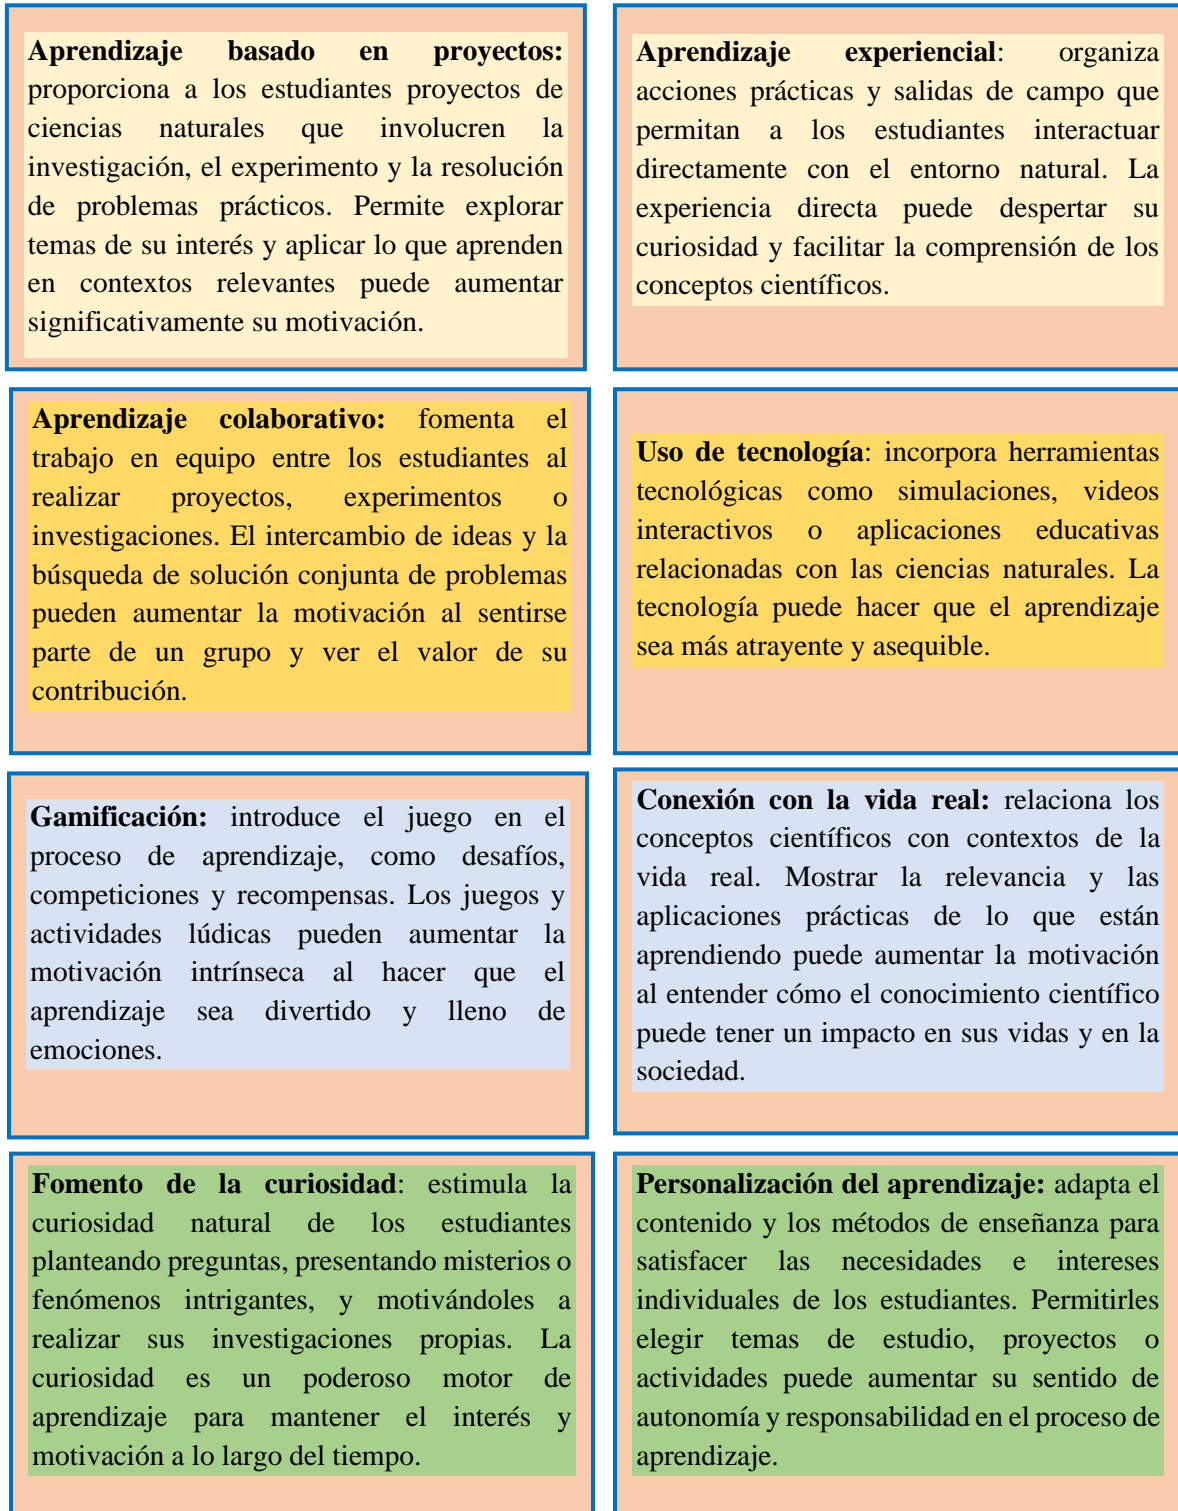 Aprendizaje basado en proyectos:
proporciona a los estudiantes proyectos de
ciencias naturales que involucren la
investigación, el experimento y la resolución
de problemas prácticos. Permite explorar
temas de su interés y aplicar lo que aprenden
en contextos relevantes puede aumentar
significativamente su motivación.
Aprendizaje experiencial: organiza
acciones prácticas y salidas de campo que
permitan a los estudiantes interactuar
directamente con el entorno natural. La
experiencia directa puede despertar su
curiosidad y facilitar la comprensión de los
conceptos científicos.
Aprendizaje colaborativo: fomenta el
trabajo en equipo entre los estudiantes al
realizar proyectos, experimentos o
investigaciones. El intercambio de ideas y la
búsqueda de solución conjunta de problemas
pueden aumentar la motivación al sentirse
parte de un grupo y ver el valor de su
contribución.
Uso de tecnología: incorpora herramientas
tecnológicas como simulaciones, videos
interactivos o aplicaciones educativas
relacionadas con las ciencias naturales. La
tecnología puede hacer que el aprendizaje
sea más atrayente y asequible.
Gamificación: introduce el juego en el
proceso de aprendizaje, como desafíos,
competiciones y recompensas. Los juegos y
actividades lúdicas pueden aumentar la
motivación intrínseca al hacer que el
aprendizaje sea divertido y lleno de
emociones.
Conexión con la vida real: relaciona los
conceptos científicos con contextos de la
vida real. Mostrar la relevancia y las
aplicaciones prácticas de lo que están
aprendiendo puede aumentar la motivación
al entender cómo el conocimiento científico
puede tener un impacto en sus vidas y en la
sociedad.
Fomento de la curiosidad: estimula la
curiosidad natural de los estudiantes
planteando preguntas, presentando misterios o
fenómenos intrigantes, y motivándoles a
realizar sus investigaciones propias. La
curiosidad es un poderoso motor de
aprendizaje para mantener el interés y
motivación a lo largo del tiempo.
Personalización del aprendizaje: adapta el
contenido y los métodos de enseñanza para
satisfacer las necesidades e intereses
individuales de los estudiantes. Permitirles
elegir temas de estudio, proyectos o
actividades puede aumentar su sentido de
autonomía y responsabilidad en el proceso de
aprendizaje.